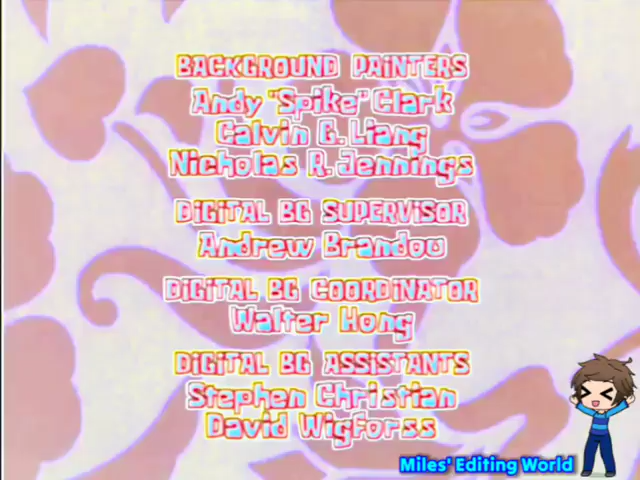 BACKGROUND PAINTERS
Andy "Spike" Clark
Calvin G. Liang
Nicholas R. Jennings
DIGITAL BG SUPERVISOR
Andrew Brandou
DIGITAL BG COORDINATOR
Walter Hong
DIGITAL BG ASSISTANTS
Stephen Christian
David Wigforss
Miles' Editing World